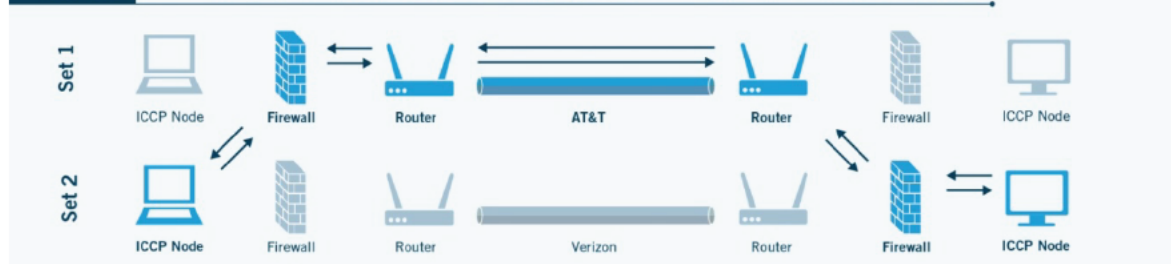 Set 1
ICCP Node Firewall Router AT&T Router Firewall ICCP Node
Set 2
ICCP Node Firewall Router Verizon Router Firewall ICCP Node